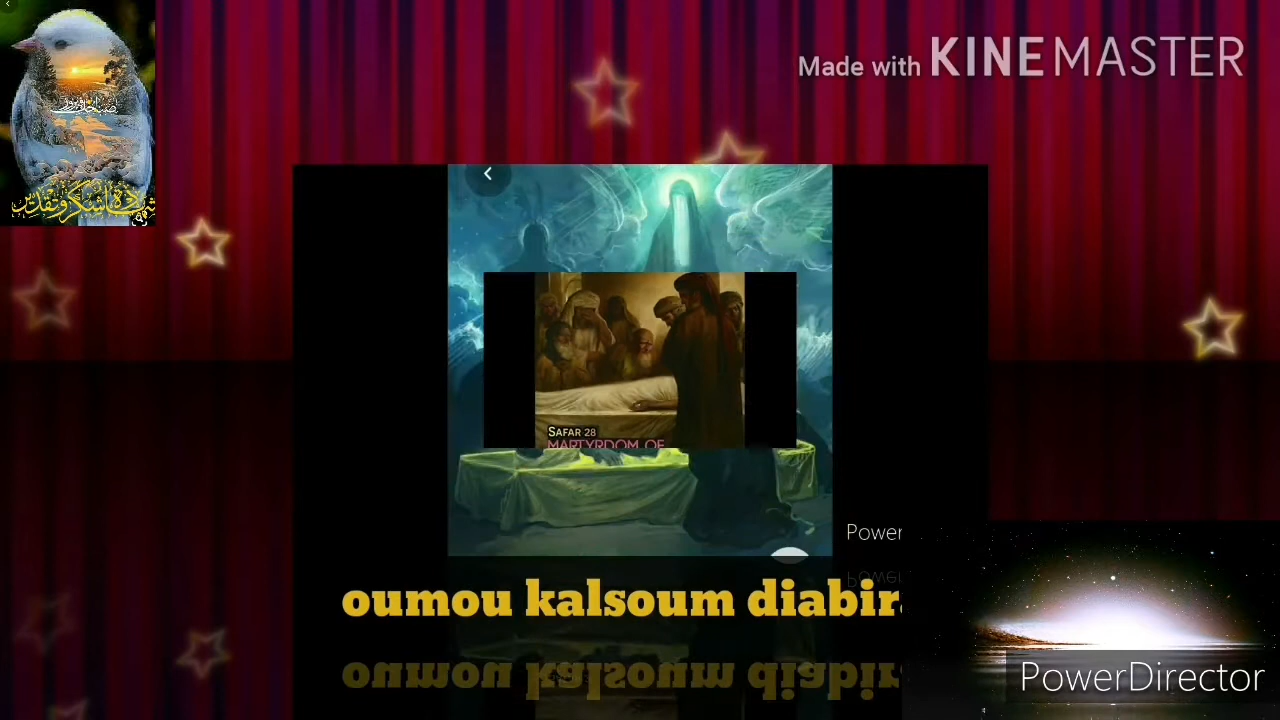 Made with KINEMASTER
SAFAR 28
MARTYRDOM OF
Power
oumou kalsoum diabir
PowerDirector